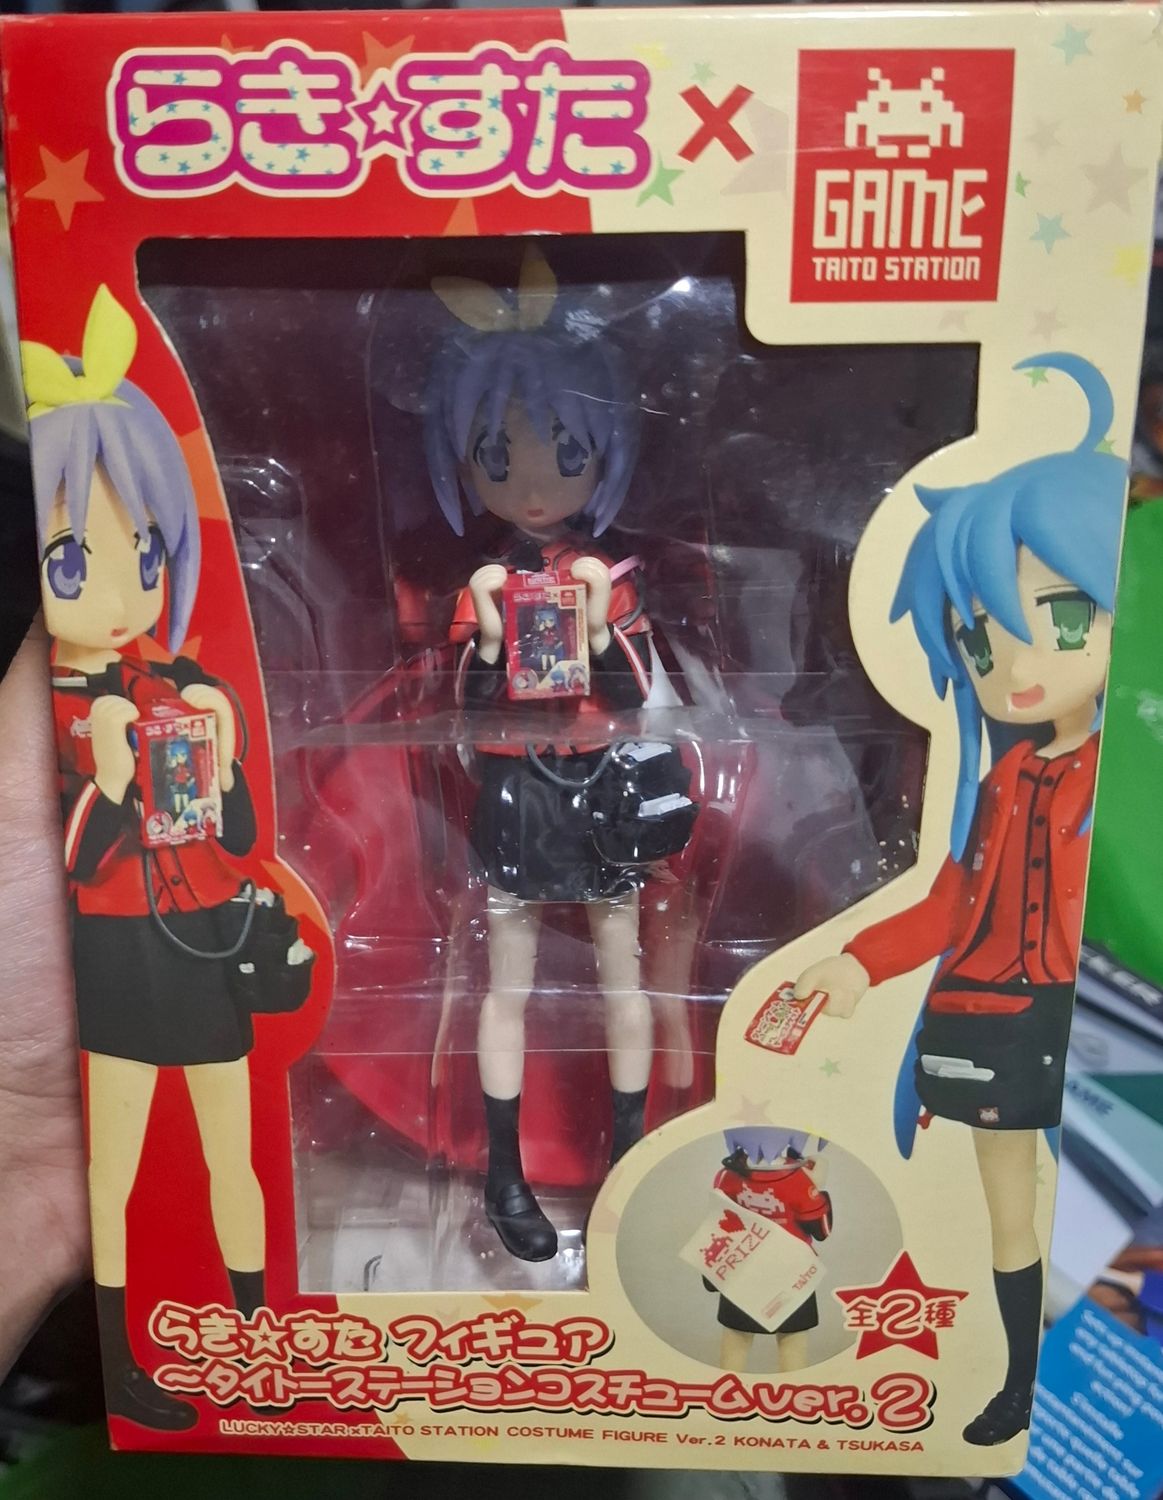 らき☆すた × GAME
TAITO STATION
PRIZE
TAITO
全2種
らき☆すた フィギュア
～タイトーステーションコスチュームver.2
LUCKY☆STAR×TAITO STATION COSTUME FIGURE Ver.2 KONATA & TSUKASA